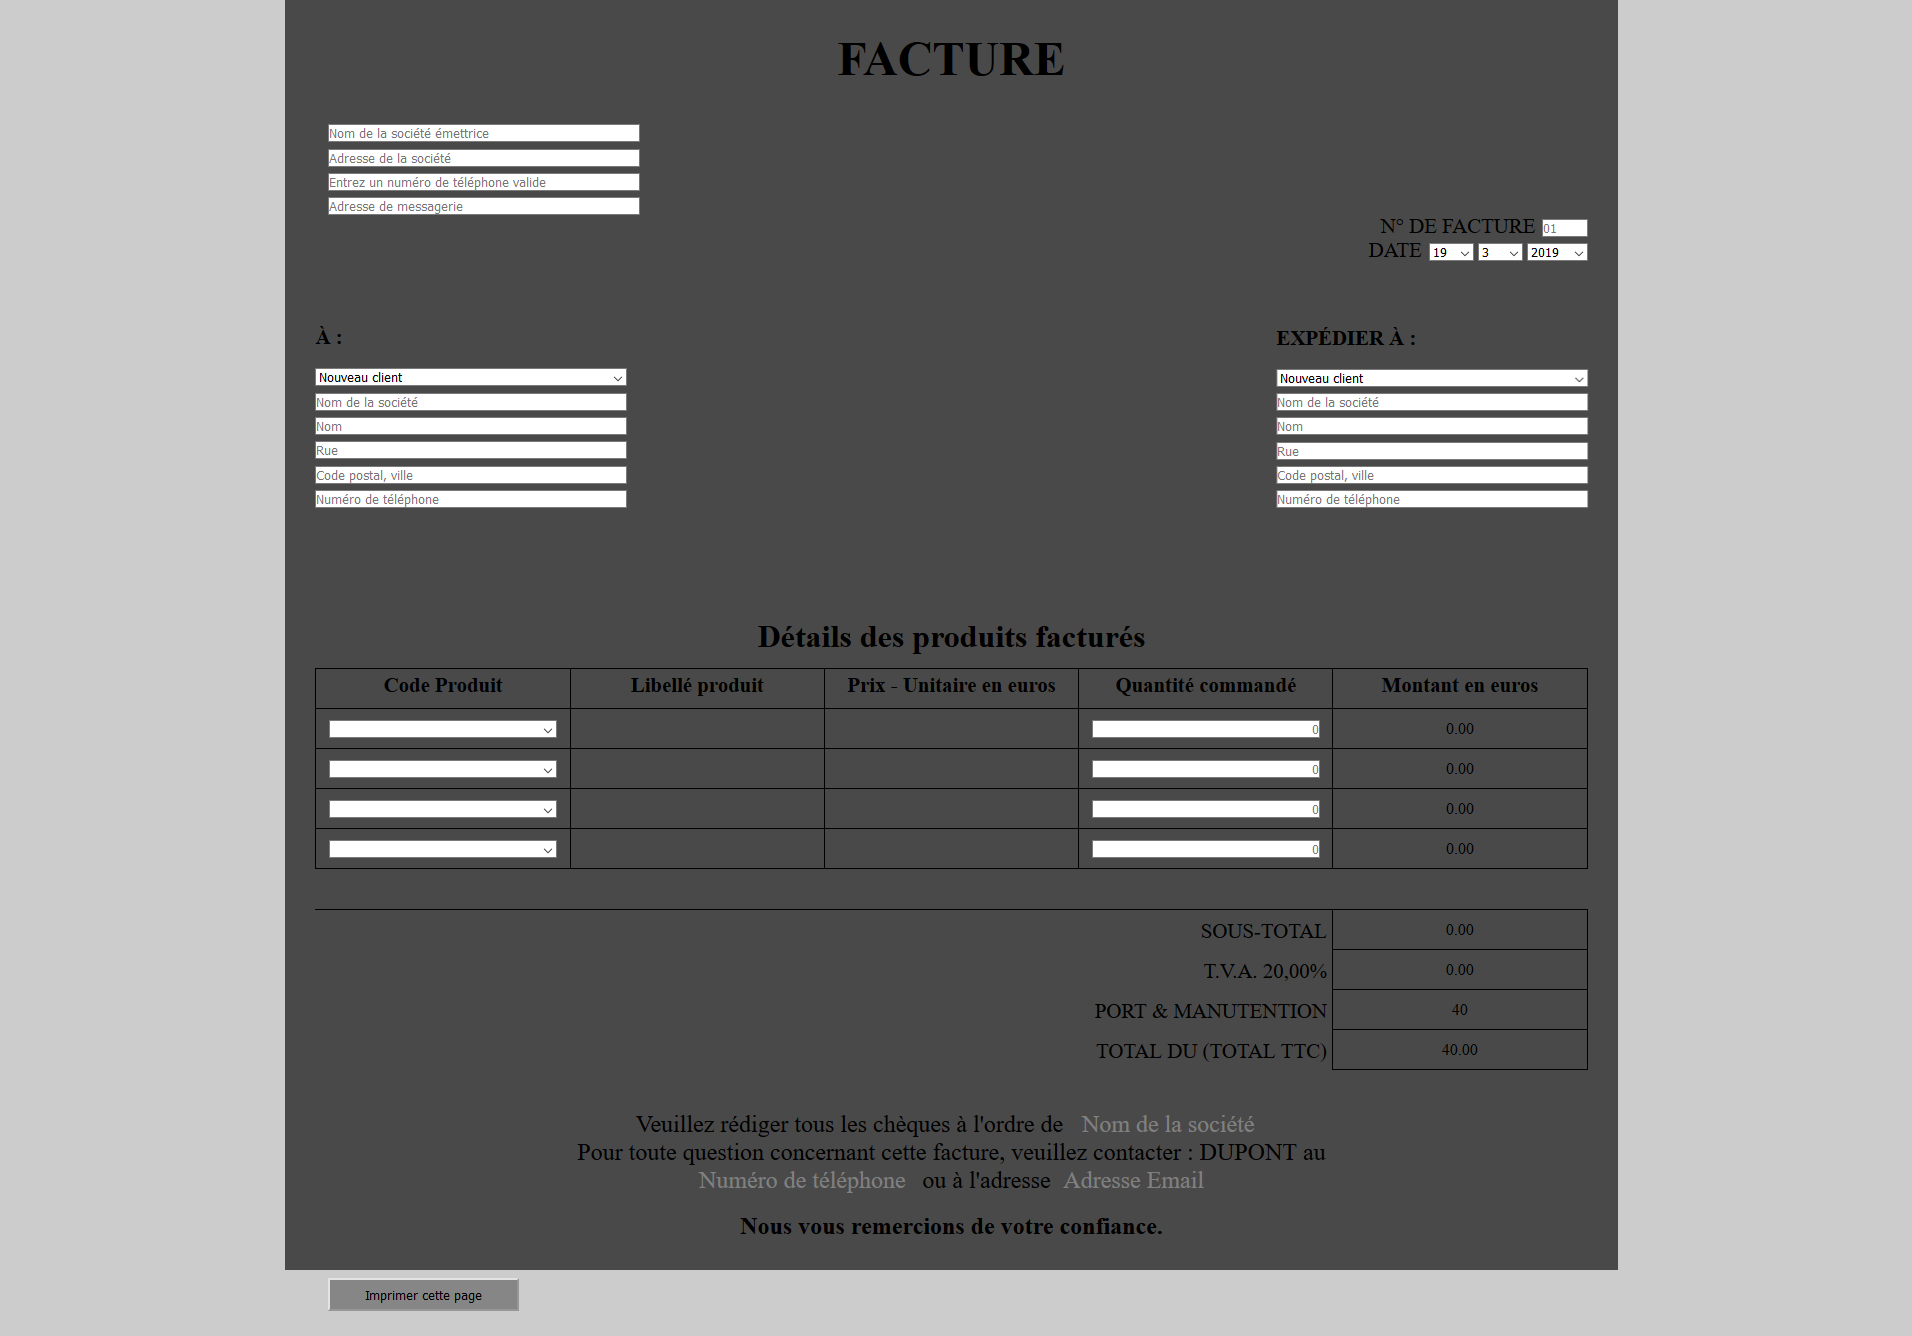 FACTURE
Nom de la société émettrice
Adresse de la société
Entrez un numéro de téléphone valide
Adresse de messagerie
N° DE FACTURE 01
DATE 19 3 2019
À :
Nouveau client
Nom de la société
Nom
Rue
Code postal, ville
Numéro de téléphone
EXPÉDIER À :
Nouveau client
Nom de la société
Nom
Rue
Code postal, ville
Numéro de téléphone
Détails des produits facturés
Code Produit Libellé produit Prix - Unitaire en euros Quantité commandé Montant en euros
0 0.00
0 0.00
0 0.00
0 0.00
SOUS-TOTAL 0.00
T.V.A. 20,00% 0.00
PORT & MANUTENTION 40
TOTAL DU (TOTAL TTC) 40.00
Veuillez rédiger tous les chèques à l'ordre de Nom de la société
Pour toute question concernant cette facture, veuillez contacter : DUPONT au
Numéro de téléphone ou à l'adresse Adresse Email
Nous vous remercions de votre confiance.
Imprimer cette page